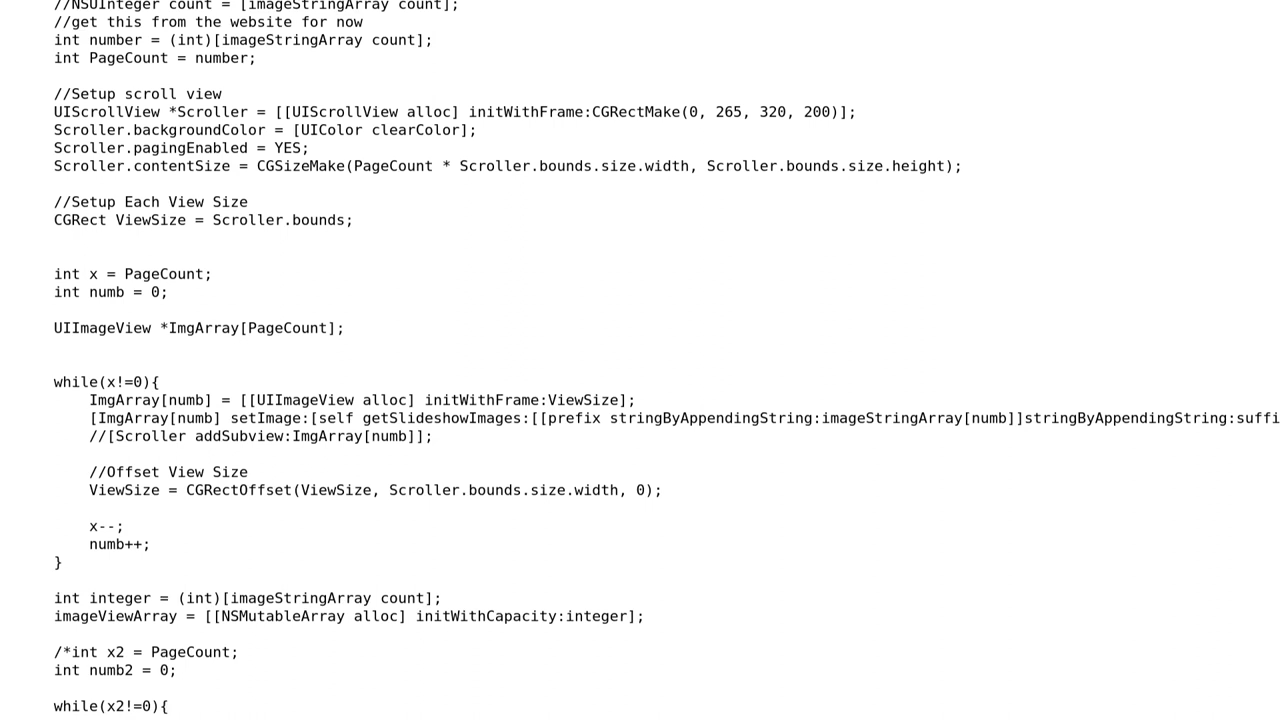 //NSUInteger count = [imageStringArray count];
//get this from the website for now
int number = (int)[imageStringArray count];
int PageCount = number;
//Setup scroll view
UIScrollView *Scroller = [[UIScrollView alloc] initWithFrame:CGRectMake(0, 265, 320, 200)];
Scroller.backgroundColor = [UIColor clearColor];
Scroller.pagingEnabled = YES;
Scroller.contentSize = CGSizeMake(PageCount * Scroller.bounds.size.width, Scroller.bounds.size.height);
//Setup Each View Size
CGRect ViewSize = Scroller.bounds;
int x = PageCount;
int numb = 0;
UIImageView *ImgArray[PageCount];
while(x!=0){
ImgArray[numb] = [[UIImageView alloc] initWithFrame:ViewSize];
[ImgArray[numb] setImage:[self getSlideshowImages:[[prefix stringByAppendingString:imageStringArray[numb]]stringByAppendingString:suffi
//[Scroller addSubview:ImgArray[numb]];
//Offset View Size
ViewSize = CGRectOffset(ViewSize, Scroller.bounds.size.width, 0);
x--;
numb++;
}
int integer = (int)[imageStringArray count];
imageViewArray = [[NSMutableArray alloc] initWithCapacity:integer];
/*int x2 = PageCount;
int numb2 = 0;
while(x2!=0){